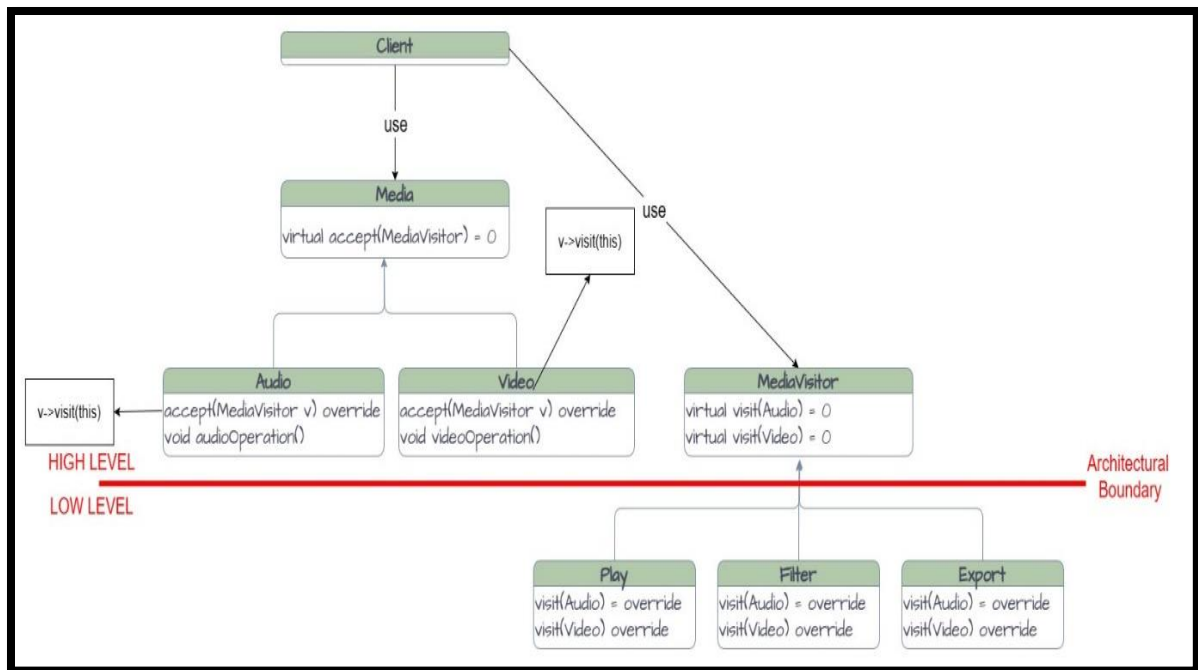 Client
use
Media
virtual accept(MediaVisitor) = 0
use
v->visit(this)
Audio
accept(MediaVisitor v) override
void audioOperation()
Video
accept(MediaVisitor v) override
void videoOperation()
MediaVisitor
virtual visit(Audio) = 0
virtual visit(Video) = 0
v->visit(this)
HIGH LEVEL
LOW LEVEL
Architectural
Boundary
Play
visit(Audio) = override
visit(Video) override
Filter
visit(Audio) = override
visit(Video) override
Export
visit(Audio) = override
visit(Video) override